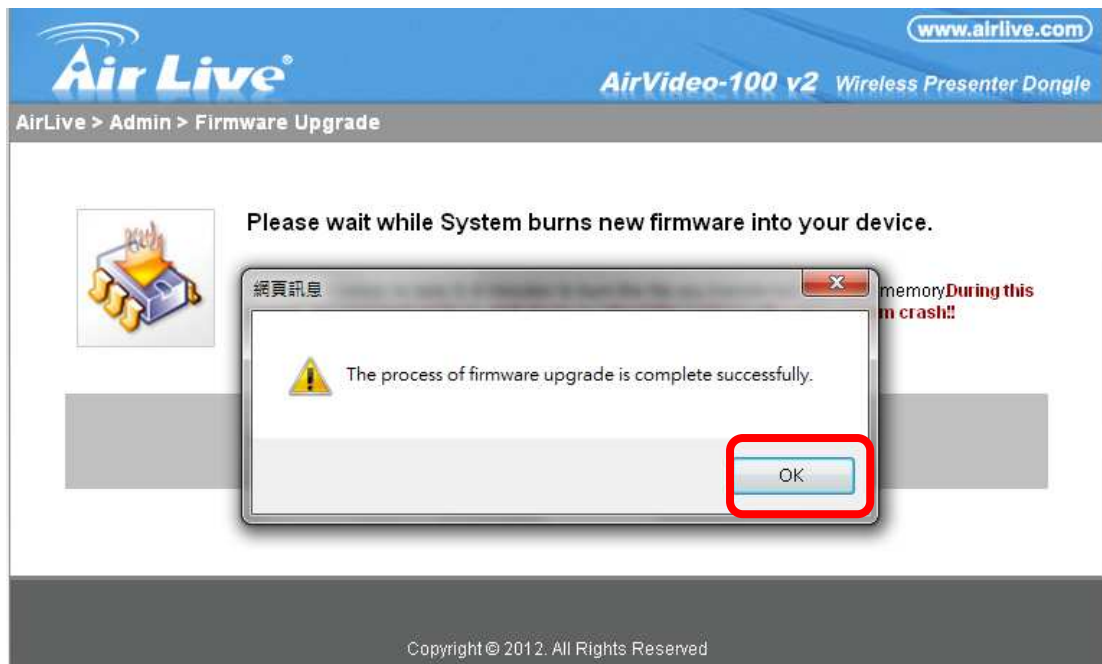 www.airlive.com
Air Live®
AirVideo-100 v2 Wireless Presenter Dongle
AirLive > Admin > Firmware Upgrade
Please wait while System burns new firmware into your device.
網頁訊息
memory.During this
m crash!!
The process of firmware upgrade is complete successfully.
OK
Copyright © 2012. All Rights Reserved